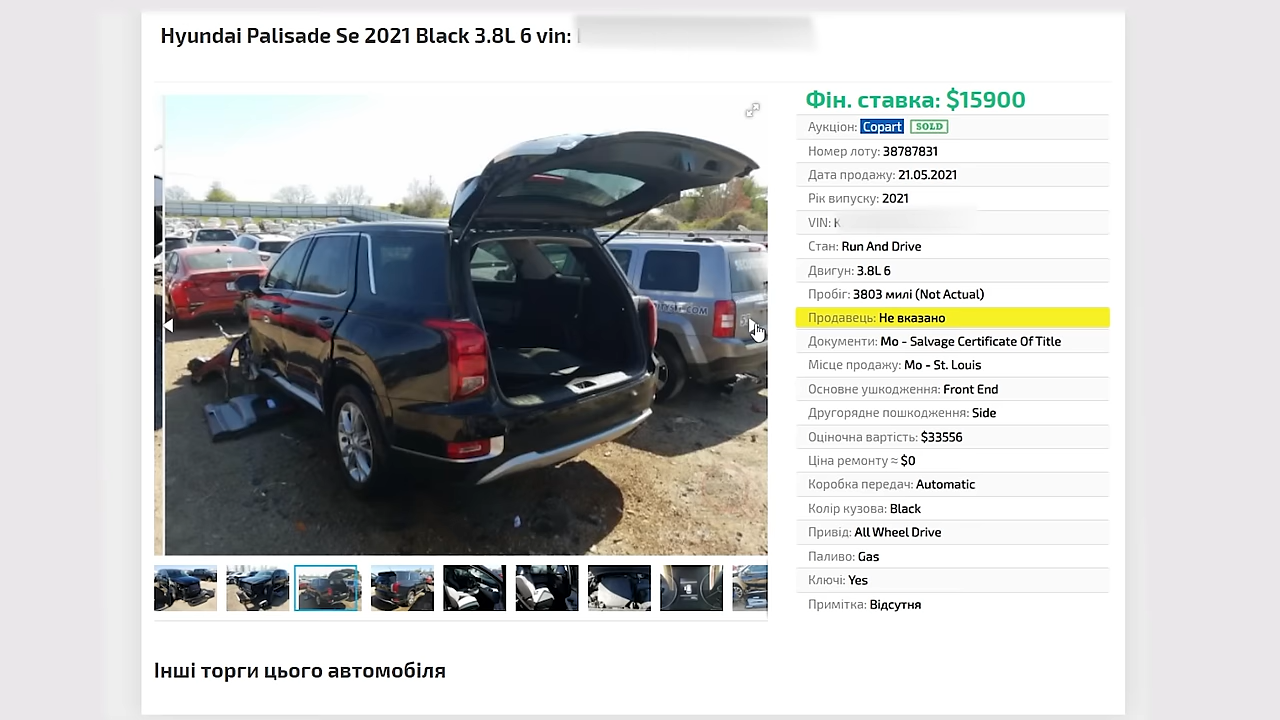 Hyundai Palisade Se 2021 Black 3.8L 6 vin:
Фін. ставка: $15900
Аукціон: Copart SOLD
Номер лоту: 38787831
Дата продажу: 21.05.2021
Рік випуску: 2021
VIN: K
Стан: Run And Drive
Двигун: 3.8L 6
Пробіг: 3803 милі (Not Actual)
Продавець: Не вказано
Документи: Mo - Salvage Certificate Of Title
Місце продажу: Mo - St. Louis
Основне ушкодження: Front End
Другорядне пошкодження: Side
Оціночна вартість: $33556
Ціна ремонту ≈ $0
Коробка передач: Automatic
Колір кузова: Black
Привід: All Wheel Drive
Паливо: Gas
Ключі: Yes
Примітка: Відсутня
Інші торги цього автомобіля